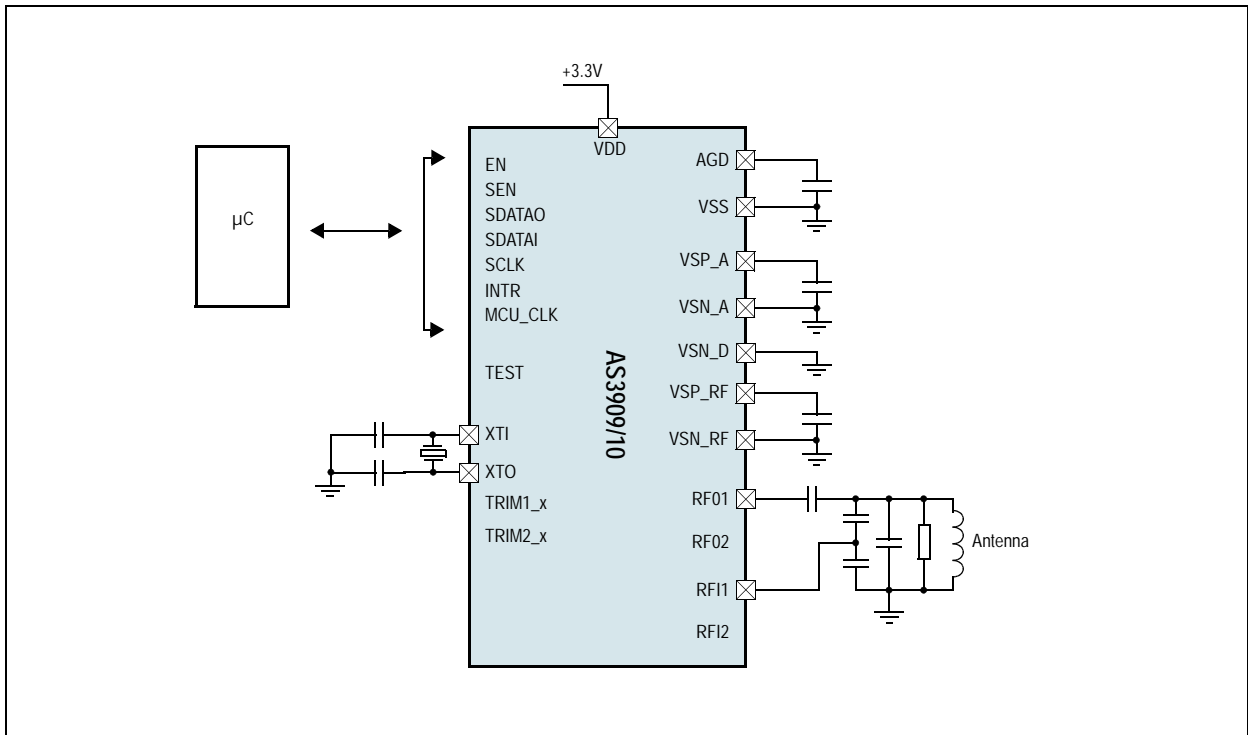 +3.3V
VDD
µC
EN
SEN
SDATAO
SDATAI
SCLK
INTR
MCU_CLK
TEST
XTI
XTO
TRIM1_x
TRIM2_x
AS3909/10
AGD
VSS
VSP_A
VSN_A
VSN_D
VSP_RF
VSN_RF
RF01
RF02
RFI1
RFI2
Antenna